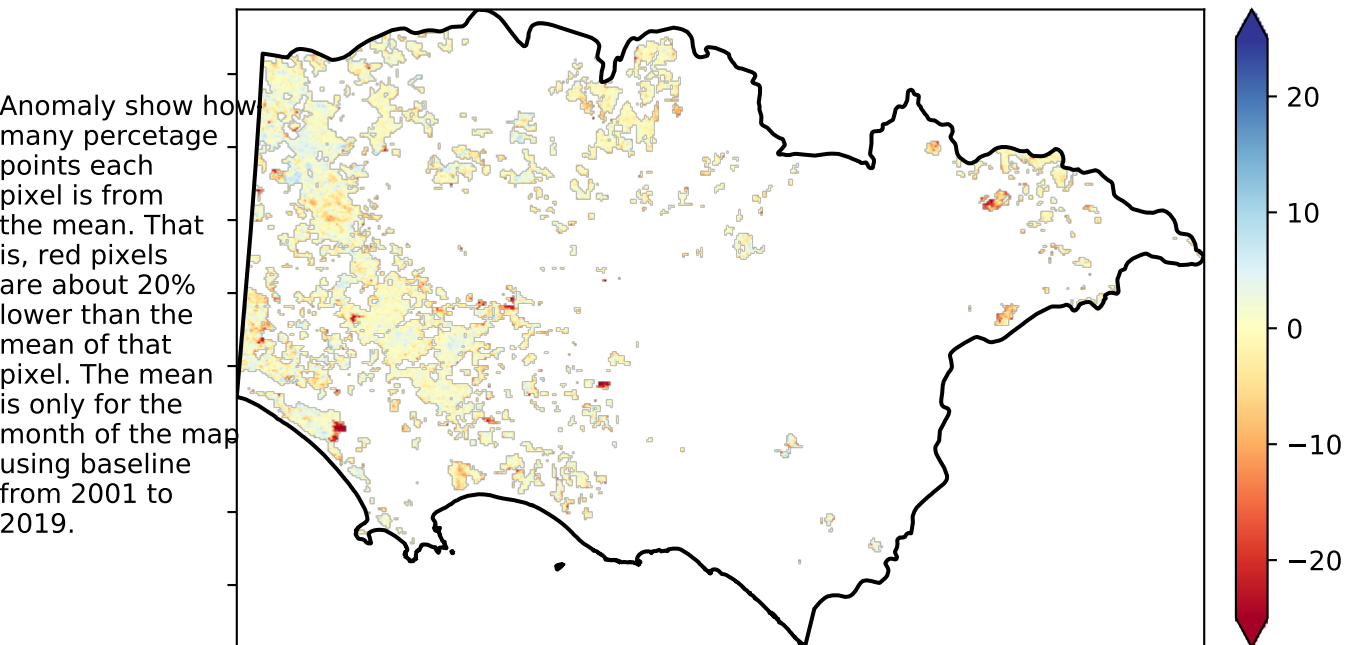 Anomaly show how
many percetage
points each
pixel is from
the mean. That
is, red pixels
are about 20%
lower than the
mean of that
pixel. The mean
is only for the
month of the map
using baseline
from 2001 to
2019.
20
10
0
−10
−20